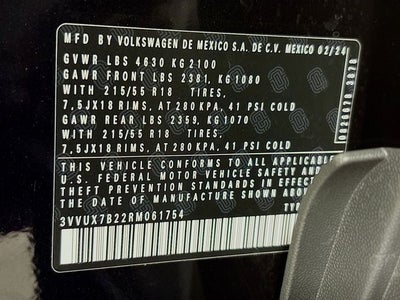 MFD BY VOLKSWAGEN DE MEXICO S.A. DE C.V. MEXICO 02/24
GVWR LBS 4630 KG 2100
GAWR FRONT LBS 2381, KG 1080
WITH 215/55 R18 TIRES,
7,5JX18 RIMS, AT 280 KPA, 41 PSI COLD
GAWR REAR LBS 2359, KG 1070
WITH 215/55 R18 TIRES,
7,5JX18 RIMS, AT 280 KPA, 41 PSI COLD
THIS VEHICLE CONFORMS TO ALL APPLICABLE
U.S. FEDERAL MOTOR VEHICLE SAFETY AND
THEFT PREVENTION STANDARDS IN EFFECT
THE DATE OF MANUFACTURE SHOWN ABOVE
3VVUX7B22RM061754